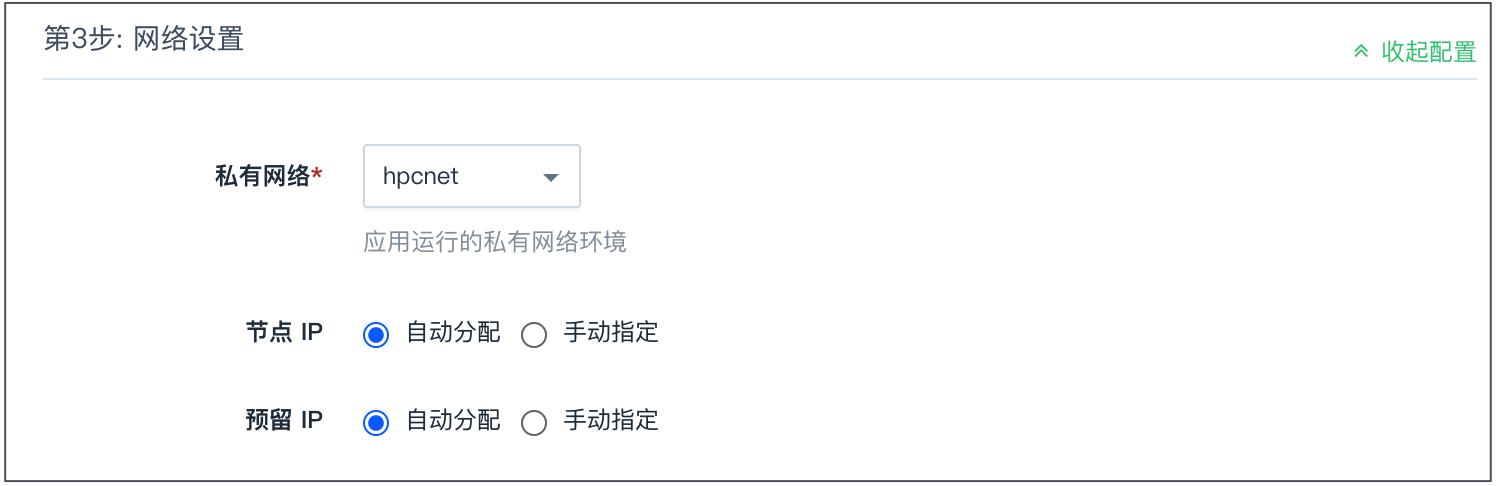 第3步: 网络设置
收起配置
私有网络* hpcnet
应用运行的私有网络环境
节点 IP 自动分配 手动指定
预留 IP 自动分配 手动指定